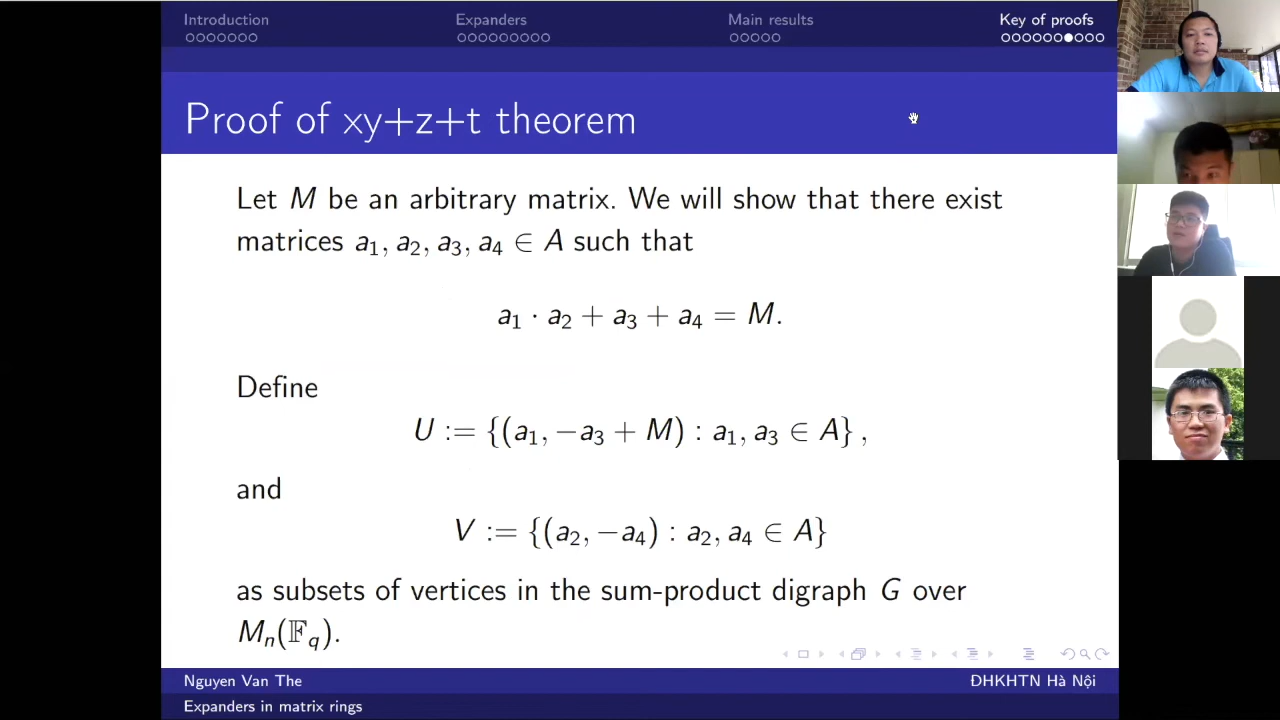 Introduction
Expanders
Main results
Key of proofs
Proof of xy+z+t theorem
Let M be an arbitrary matrix. We will show that there exist
matrices a₁, a₂, a₃, a₄ ∈ A such that
a₁ · a₂ + a₃ + a₄ = M.
Define
U := {(a₁, −a₃ + M) : a₁, a₃ ∈ A} ,
and
V := {(a₂, −a₄) : a₂, a₄ ∈ A}
as subsets of vertices in the sum-product digraph G over
Mₙ(𝔽_q).
Nguyen Van The
ĐHKHTN Hà Nội
Expanders in matrix rings